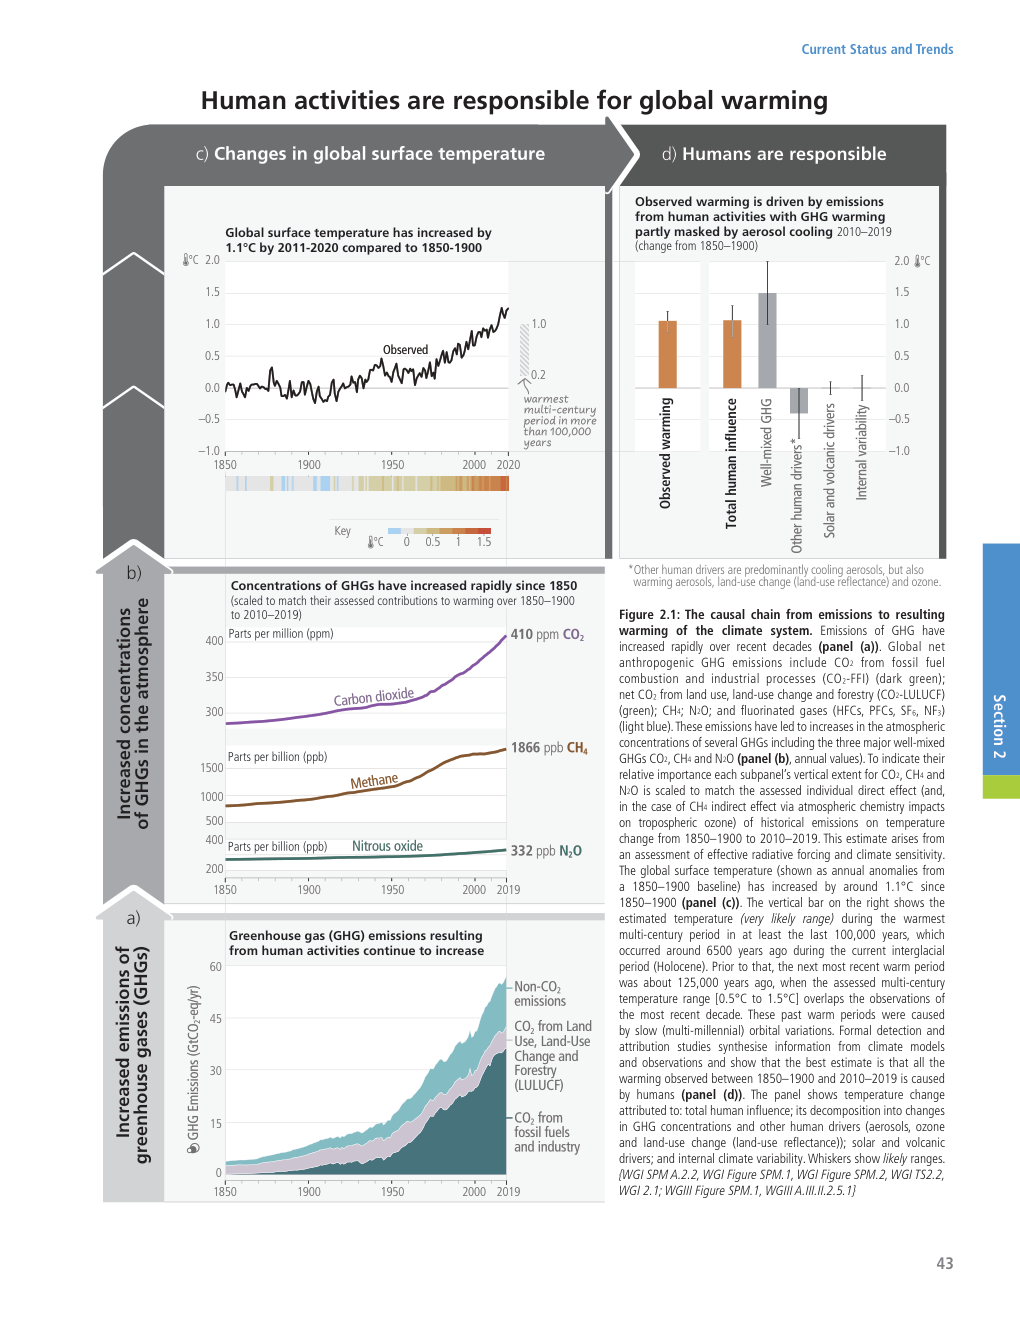 Current Status and Trends
Human activities are responsible for global warming
c) Changes in global surface temperature
d) Humans are responsible
Global surface temperature has increased by
1.1°C by 2011-2020 compared to 1850-1900
°C 2.0
1.5
1.0
0.5
0.0
–0.5
–1.0
Observed
1.0
0.2
warmest
multi-century
period in more
than 100,000
years
1850 1900 1950 2000 2020
Key
°C 0 0.5 1 1.5
Observed warming is driven by emissions
from human activities with GHG warming
partly masked by aerosol cooling 2010–2019
(change from 1850–1900)
2.0 °C
1.5
1.0
0.5
0.0
–0.5
–1.0
Observed warming
Total human influence
Well-mixed GHG
Other human drivers*
Solar and volcanic drivers
Internal variability
*Other human drivers are predominantly cooling aerosols, but also
warming aerosols, land-use change (land-use reflectance) and ozone.
b)
Increased concentrations
of GHGs in the atmosphere
Concentrations of GHGs have increased rapidly since 1850
(scaled to match their assessed contributions to warming over 1850–1900
to 2010–2019)
Parts per million (ppm)
400
350
300
Carbon dioxide
410 ppm CO₂
Parts per billion (ppb)
1500
1000
500
Methane
1866 ppb CH₄
400
200
Parts per billion (ppb)
Nitrous oxide
332 ppb N₂O
1850 1900 1950 2000 2019
a)
Increased emissions of
greenhouse gases (GHGs)
Greenhouse gas (GHG) emissions resulting
from human activities continue to increase
GHG Emissions (GtCO₂-eq/yr)
60
45
30
15
0
Non-CO₂
emissions
CO₂ from Land
Use, Land-Use
Change and
Forestry
(LULUCF)
CO₂ from
fossil fuels
and industry
1850 1900 1950 2000 2019
Figure 2.1: The causal chain from emissions to resulting
warming of the climate system. Emissions of GHG have
increased rapidly over recent decades (panel (a)). Global net
anthropogenic GHG emissions include CO₂ from fossil fuel
combustion and industrial processes (CO₂-FFI) (dark green);
net CO₂ from land use, land-use change and forestry (CO₂-LULUCF)
(green); CH₄; N₂O; and fluorinated gases (HFCs, PFCs, SF₆, NF₃)
(light blue). These emissions have led to increases in the atmospheric
concentrations of several GHGs including the three major well-mixed
GHGs CO₂, CH₄ and N₂O (panel (b), annual values). To indicate their
relative importance each subpanel's vertical extent for CO₂, CH₄ and
N₂O is scaled to match the assessed individual direct effect (and,
in the case of CH₄ indirect effect via atmospheric chemistry impacts
on tropospheric ozone) of historical emissions on temperature
change from 1850–1900 to 2010–2019. This estimate arises from
an assessment of effective radiative forcing and climate sensitivity.
The global surface temperature (shown as annual anomalies from
a 1850–1900 baseline) has increased by around 1.1°C since
1850–1900 (panel (c)). The vertical bar on the right shows the
estimated temperature (very likely range) during the warmest
multi-century period in at least the last 100,000 years, which
occurred around 6500 years ago during the current interglacial
period (Holocene). Prior to that, the next most recent warm period
was about 125,000 years ago, when the assessed multi-century
temperature range [0.5°C to 1.5°C] overlaps the observations of
the most recent decade. These past warm periods were caused
by slow (multi-millennial) orbital variations. Formal detection and
attribution studies synthesise information from climate models
and observations and show that the best estimate is that all the
warming observed between 1850–1900 and 2010–2019 is caused
by humans (panel (d)). The panel shows temperature change
attributed to: total human influence; its decomposition into changes
in GHG concentrations and other human drivers (aerosols, ozone
and land-use change (land-use reflectance)); solar and volcanic
drivers; and internal climate variability. Whiskers show likely ranges.
{WGI SPM A.2.2, WGI Figure SPM.1, WGI Figure SPM.2, WGI TS2.2,
WGI 2.1; WGIII Figure SPM.1, WGIII A.III.II.2.5.1}
Section 2
43